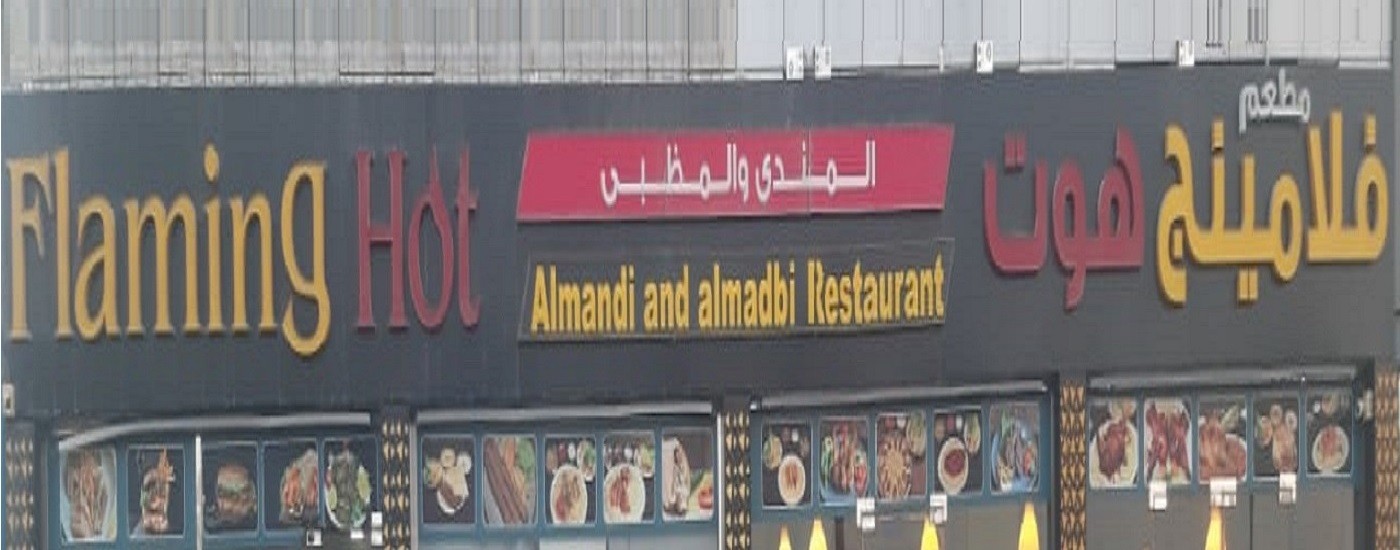 Flaming Hot
المندى والمظبى
Almandi and almadbi Restaurant
مطعم
فلامينج هوت